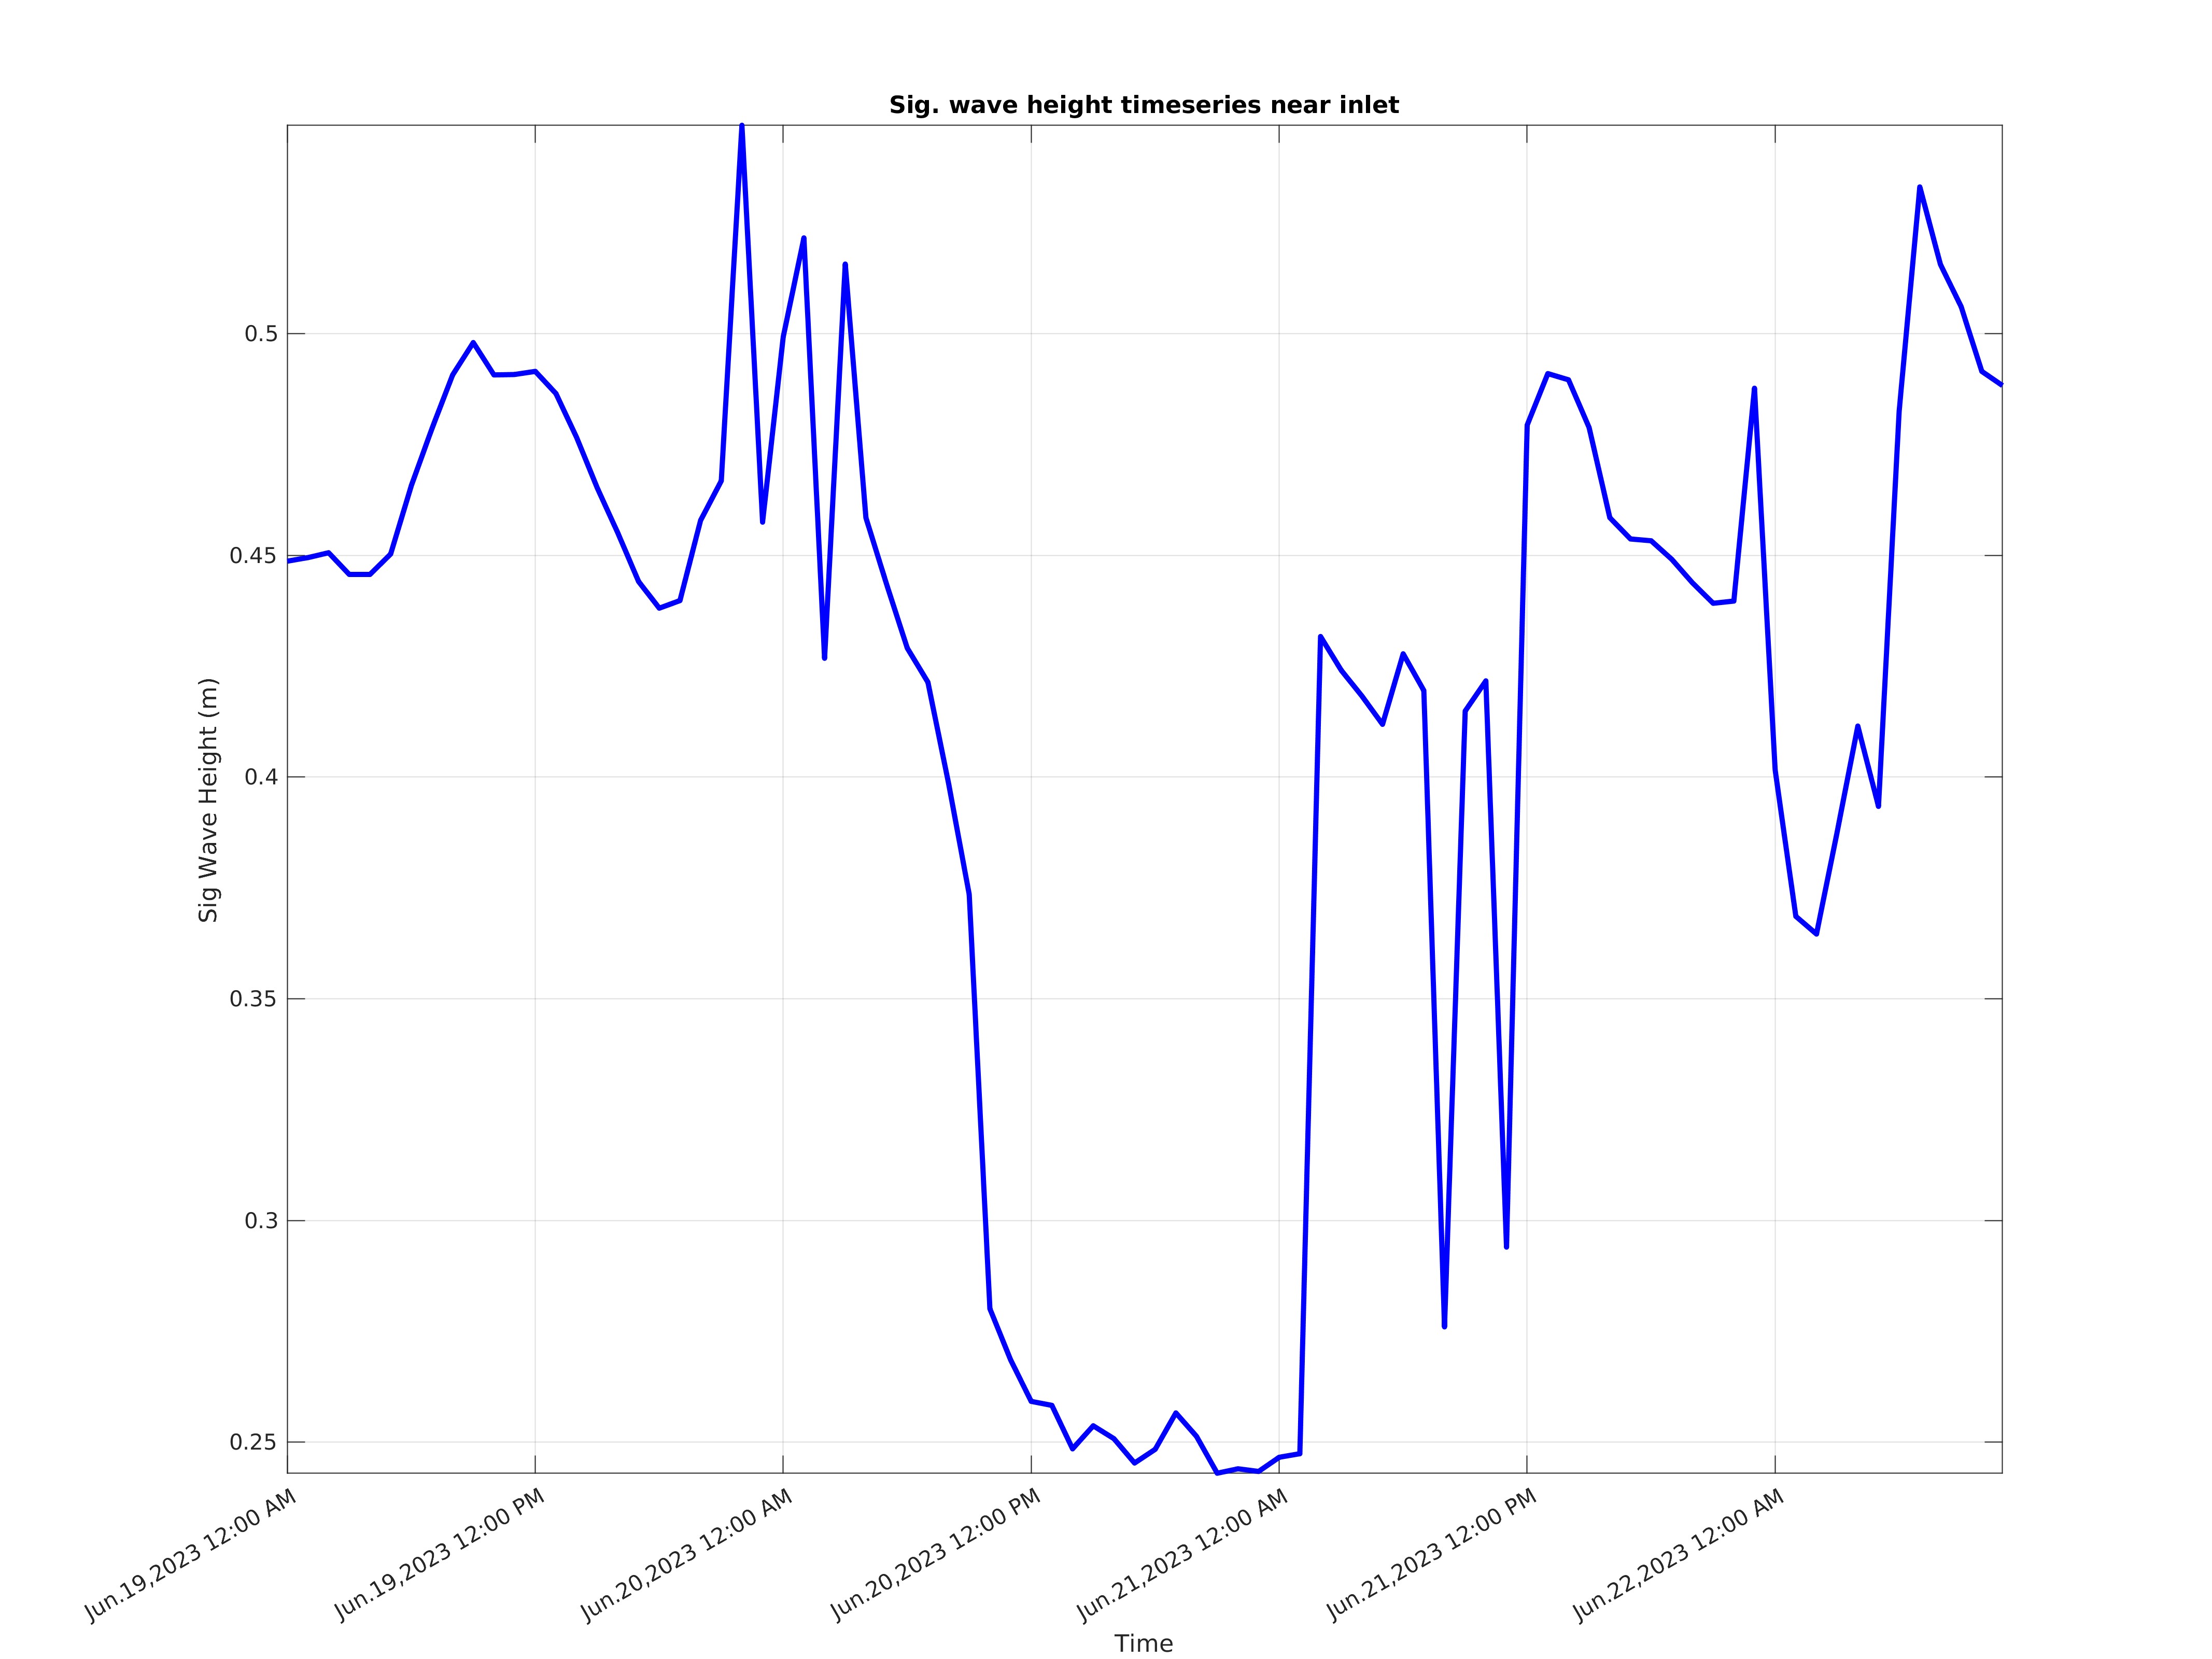 Sig. wave height timeseries near inlet
0.5
0.45
0.4
0.35
0.3
0.25
Sig Wave Height (m)
Jun.19,2023 12:00 AM
Jun.19,2023 12:00 PM
Jun.20,2023 12:00 AM
Jun.20,2023 12:00 PM
Jun.21,2023 12:00 AM
Jun.21,2023 12:00 PM
Jun.22,2023 12:00 AM
Time